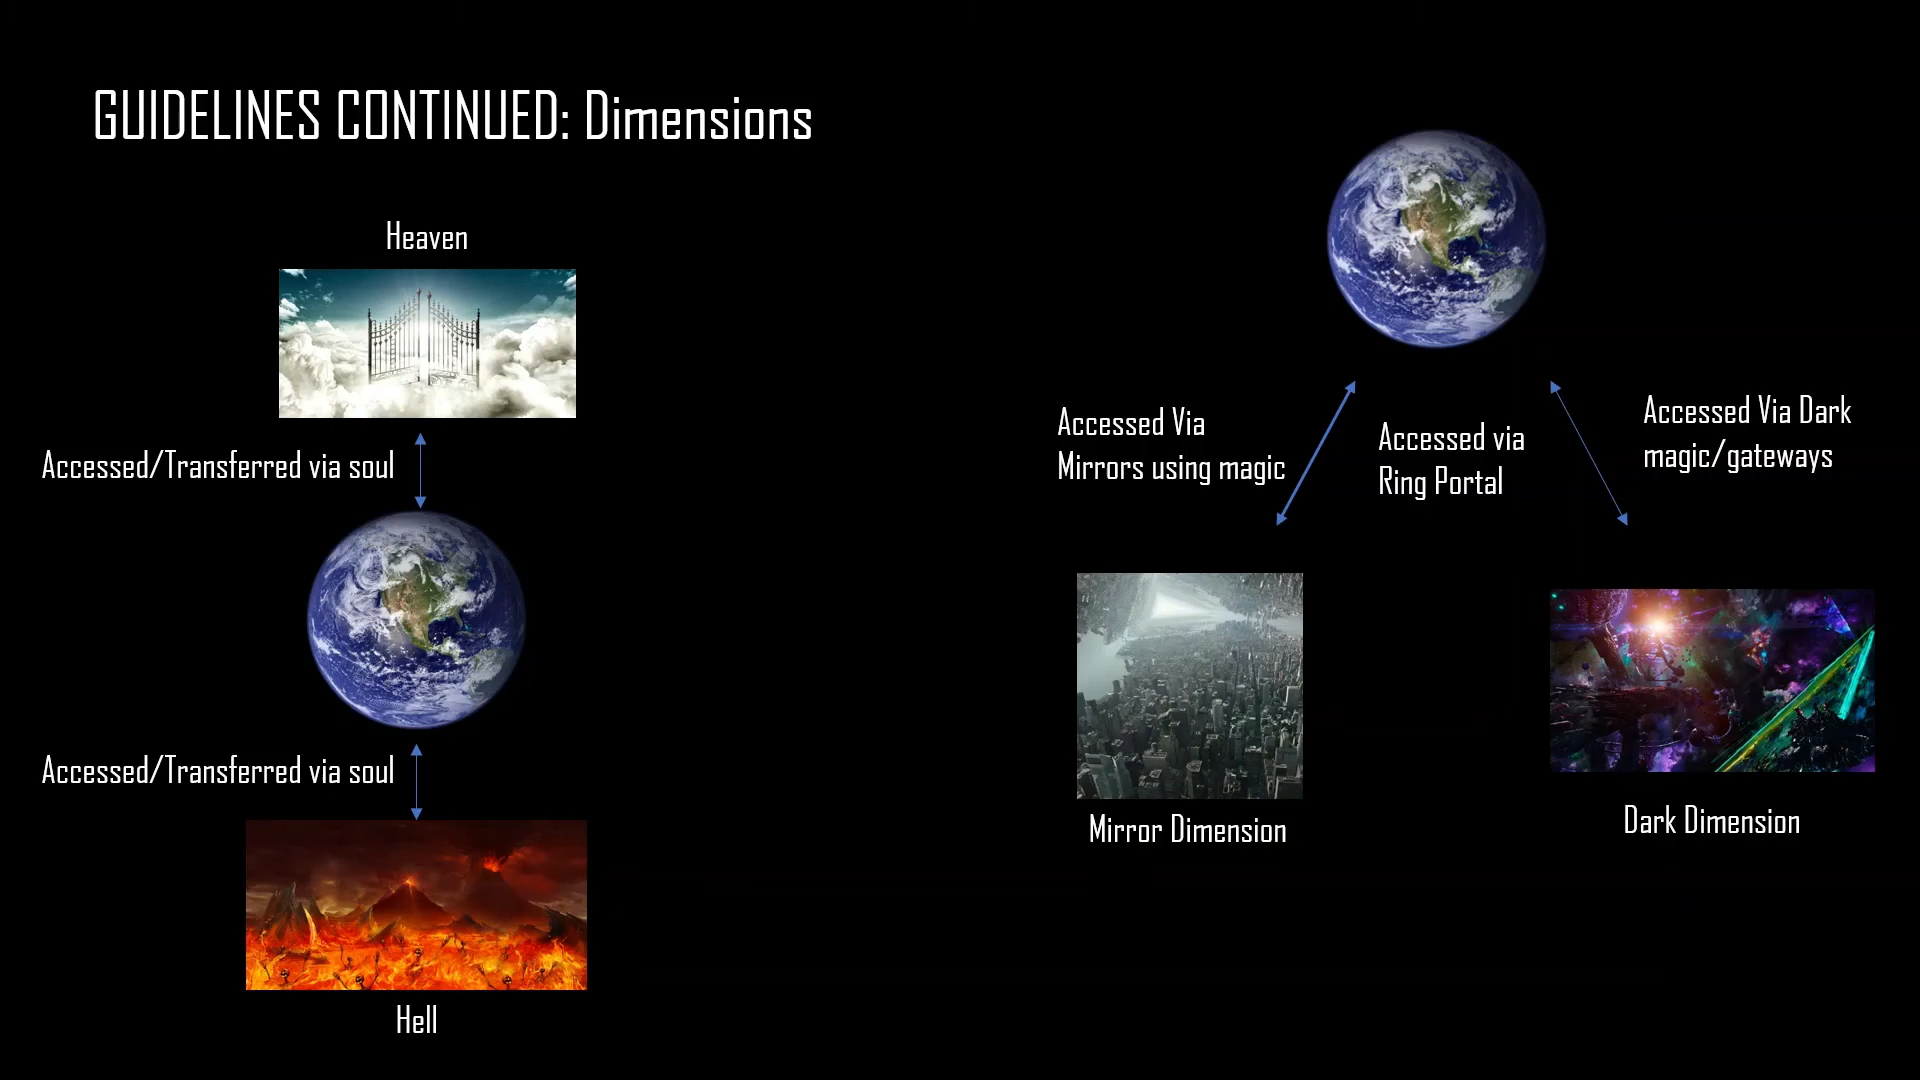 GUIDELINES CONTINUED: Dimensions
Heaven
Accessed/Transferred via soul
Accessed/Transferred via soul
Hell
Accessed Via
Mirrors using magic
Accessed via
Ring Portal
Accessed Via Dark
magic/gateways
Mirror Dimension
Dark Dimension